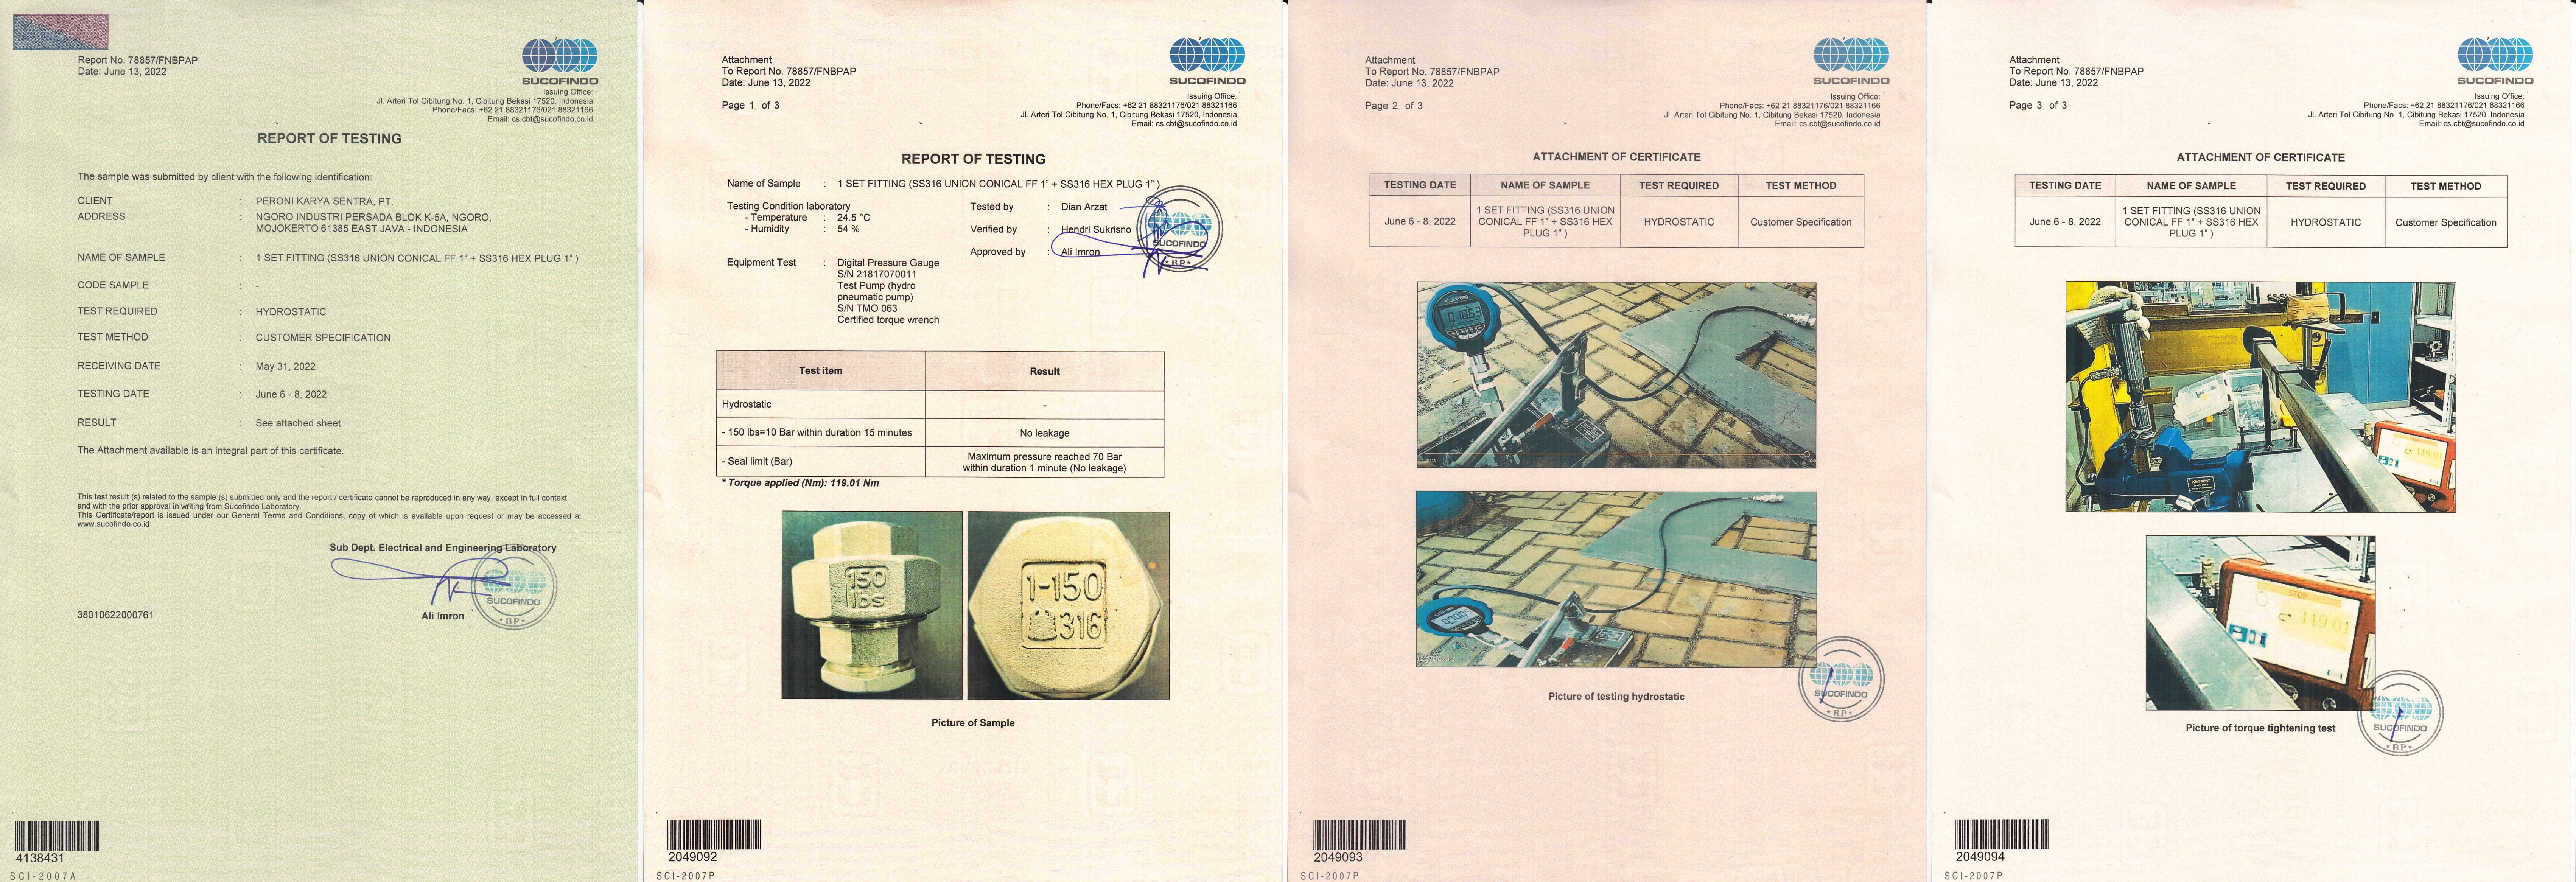 Report No. 78857/FNBPAP
Date: June 13, 2022
SUCOFINDO
Issuing Office:
Jl. Arteri Tol Cibitung No. 1, Cibitung Bekasi 17520, Indonesia
Phone/Facs: +62 21 88321176/021 88321166
Email: cs.cbt@sucofindo.co.id
REPORT OF TESTING
The sample was submitted by client with the following identification:
CLIENT : PERONI KARYA SENTRA, PT.
ADDRESS : NGORO INDUSTRI PERSADA BLOK K-5A, NGORO,
MOJOKERTO 61385 EAST JAVA - INDONESIA
NAME OF SAMPLE : 1 SET FITTING (SS316 UNION CONICAL FF 1" + SS316 HEX PLUG 1" )
CODE SAMPLE : -
TEST REQUIRED : HYDROSTATIC
TEST METHOD : CUSTOMER SPECIFICATION
RECEIVING DATE : May 31, 2022
TESTING DATE : June 6 - 8, 2022
RESULT : See attached sheet
The Attachment available is an integral part of this certificate.
This test result (s) related to the sample (s) submitted only and the report / certificate cannot be reproduced in any way, except in full context
and with the prior approval in writing from Sucofindo Laboratory.
This Certificate/report is issued under our General Terms and Conditions, copy of which is available upon request or may be accessed at
www.sucofindo.co.id
Sub Dept. Electrical and Engineering Laboratory
SUCOFINDO
• BP •
38010622000761
Ali Imron
4138431
SCI-2007A
Attachment
To Report No. 78857/FNBPAP
Date: June 13, 2022
Page 1 of 3
SUCOFINDO
Issuing Office:
Phone/Facs: +62 21 88321176/021 88321166
Jl. Arteri Tol Cibitung No. 1, Cibitung Bekasi 17520, Indonesia
Email: cs.cbt@sucofindo.co.id
REPORT OF TESTING
Name of Sample : 1 SET FITTING (SS316 UNION CONICAL FF 1" + SS316 HEX PLUG 1" )
Testing Condition laboratory
- Temperature : 24.5 °C
- Humidity : 54 %
Tested by : Dian Arzat
Verified by : Hendri Sukrisno
Approved by : Ali Imron
SUCOFINDO
• BP •
Equipment Test : Digital Pressure Gauge
S/N 21817070011
Test Pump (hydro
pneumatic pump)
S/N TMO 063
Certified torque wrench
Test item Result
Hydrostatic -
- 150 lbs=10 Bar within duration 15 minutes No leakage
- Seal limit (Bar) Maximum pressure reached 70 Bar
within duration 1 minute (No leakage)
* Torque applied (Nm): 119.01 Nm
150
lbs
1-150
316
Picture of Sample
2049092
SCI-2007P
Attachment
To Report No. 78857/FNBPAP
Date: June 13, 2022
Page 2 of 3
SUCOFINDO
Issuing Office:
Phone/Facs: +62 21 88321176/021 88321166
Jl. Arteri Tol Cibitung No. 1, Cibitung Bekasi 17520, Indonesia
Email: cs.cbt@sucofindo.co.id
ATTACHMENT OF CERTIFICATE
TESTING DATE NAME OF SAMPLE TEST REQUIRED TEST METHOD
June 6 - 8, 2022 1 SET FITTING (SS316 UNION CONICAL FF 1" + SS316 HEX PLUG 1" ) HYDROSTATIC Customer Specification
Picture of testing hydrostatic
SUCOFINDO
• BP •
2049093
SCI-2007P
Attachment
To Report No. 78857/FNBPAP
Date: June 13, 2022
Page 3 of 3
SUCOFINDO
Issuing Office:
Phone/Facs: +62 21 88321176/021 88321166
Jl. Arteri Tol Cibitung No. 1, Cibitung Bekasi 17520, Indonesia
Email: cs.cbt@sucofindo.co.id
ATTACHMENT OF CERTIFICATE
TESTING DATE NAME OF SAMPLE TEST REQUIRED TEST METHOD
June 6 - 8, 2022 1 SET FITTING (SS316 UNION CONICAL FF 1" + SS316 HEX PLUG 1" ) HYDROSTATIC Customer Specification
119.01
119.01
Picture of torque tightening test
SUCOFINDO
• BP •
2049094
SCI-2007P